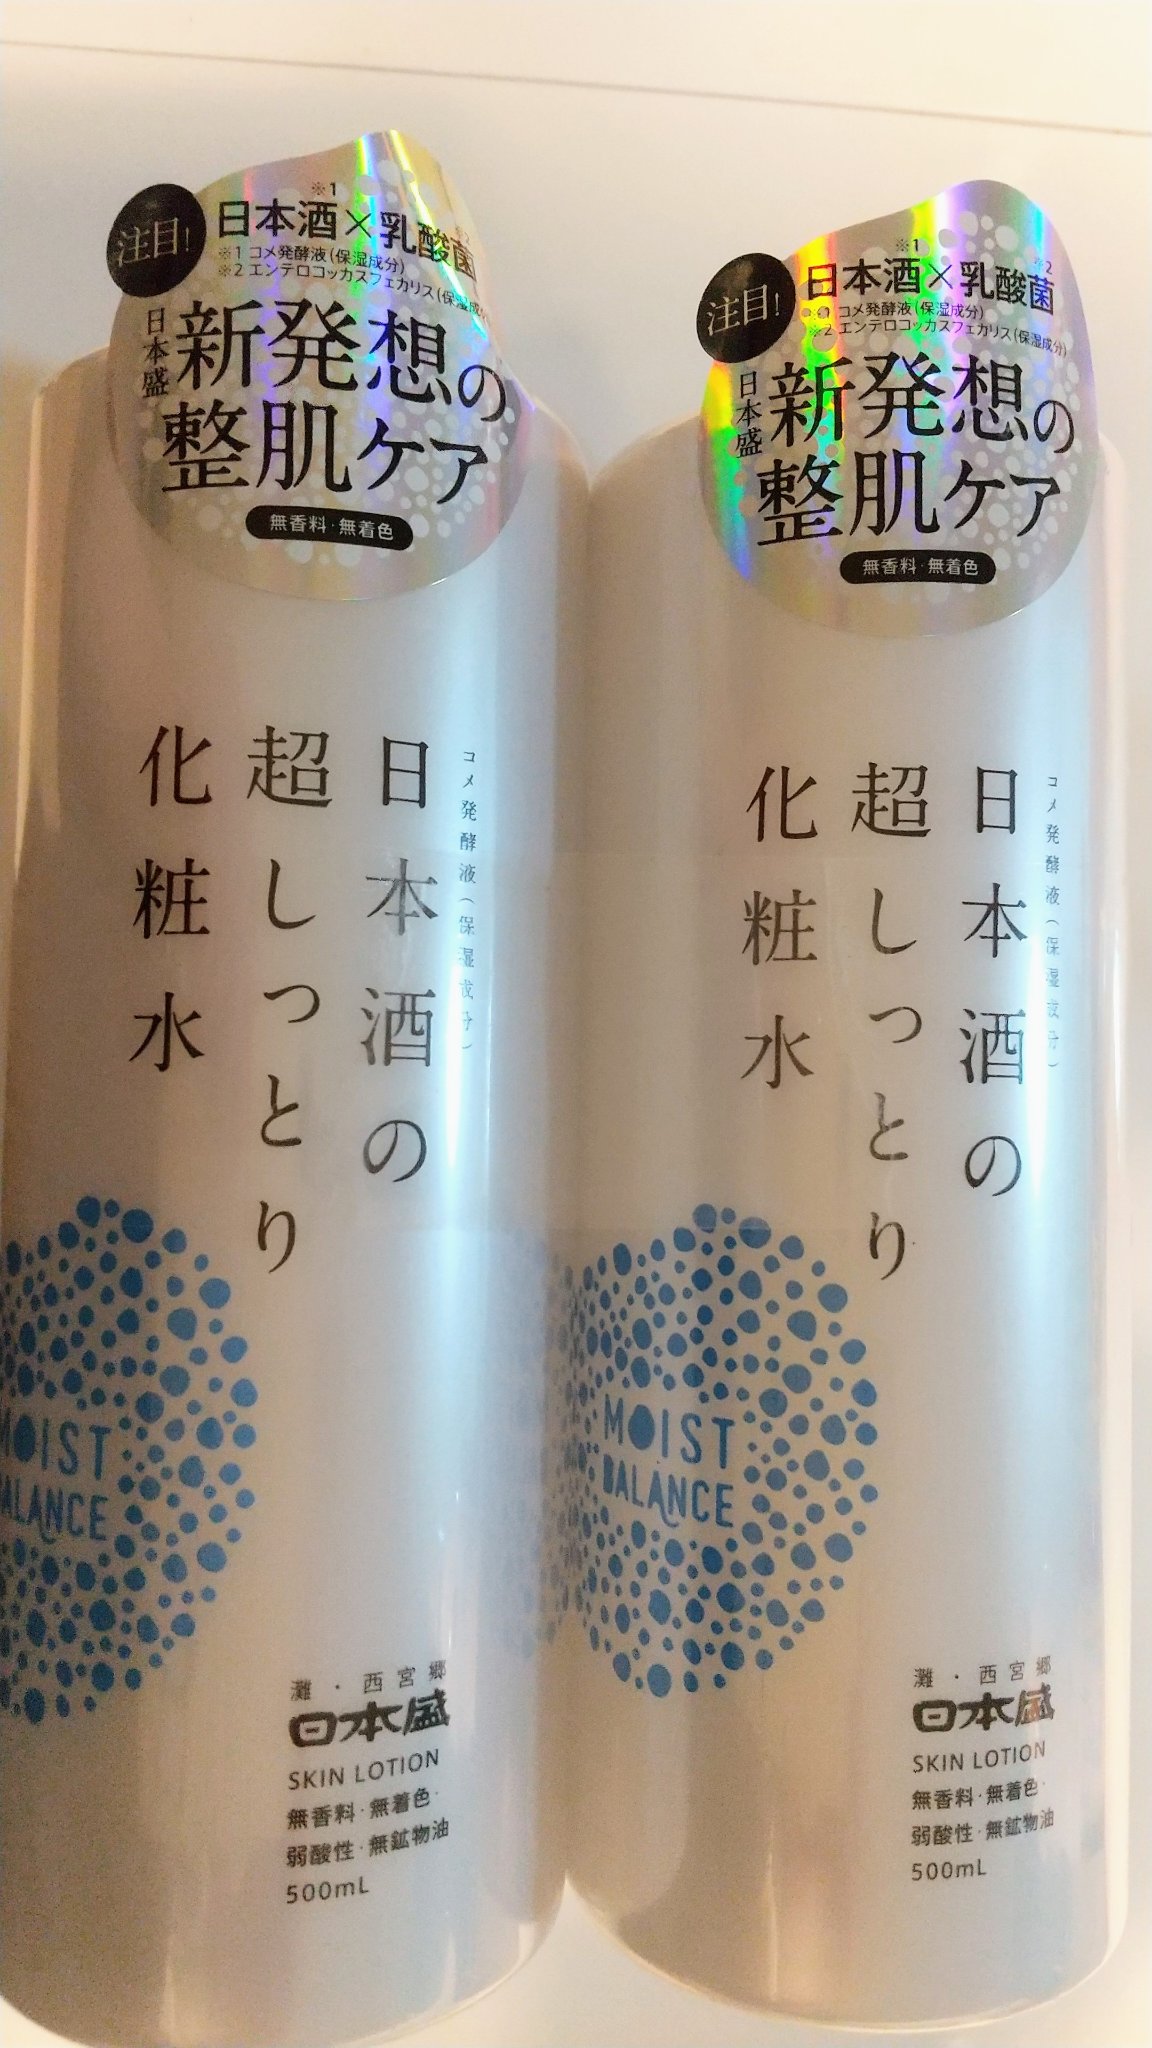 注目!
※1
日本酒×乳酸菌
※1 コメ発酵液(保湿成分)
※2 エンテロコッカスフェカリス(保湿成分)
日本盛
新発想の
整肌ケア
無香料・無着色
コメ発酵液(保湿成分)
日本酒の
超しっとり
化粧水
MOIST
BALANCE
灘・西宮郷
日本盛
SKIN LOTION
無香料・無着色・
弱酸性・無鉱物油
500mL
注目!
※1
※2
日本酒×乳酸菌
※1 コメ発酵液(保湿成分)
※2 エンテロコッカスフェカリス(保湿成分)
日本盛
新発想の
整肌ケア
無香料・無着色
コメ発酵液(保湿成分)
日本酒の
超しっとり
化粧水
MOIST
BALANCE
灘・西宮郷
日本盛
SKIN LOTION
無香料・無着色・
弱酸性・無鉱物油
500mL